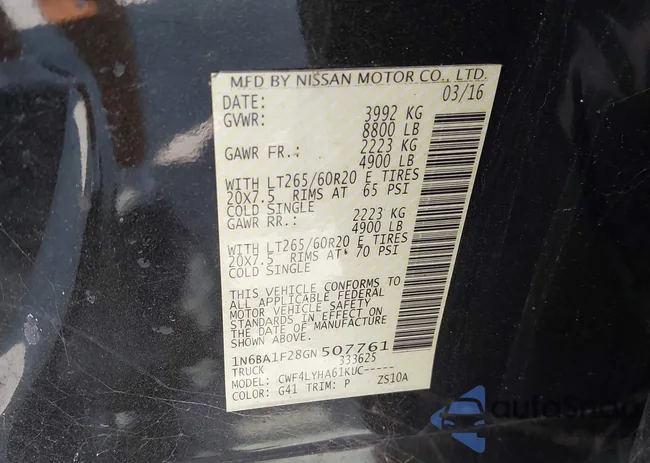 MFD BY NISSAN MOTOR CO., LTD.
DATE: 03/16
GVWR: 3992 KG
8800 LB
GAWR FR.: 2223 KG
4900 LB
WITH LT265/60R20 E TIRES
20X7.5 RIMS AT 65 PSI
COLD SINGLE
GAWR RR.: 2223 KG
4900 LB
WITH LT265/60R20 E TIRES
20X7.5 RIMS AT 70 PSI
COLD SINGLE
THIS VEHICLE CONFORMS TO
ALL APPLICABLE FEDERAL
MOTOR VEHICLE SAFETY
STANDARDS IN EFFECT ON
THE DATE OF MANUFACTURE
SHOWN ABOVE.
1N6BA1F28GN507761
TRUCK 333625
MODEL: CWF4LYHA61KUC-----
COLOR: G41 TRIM: P ZS10A